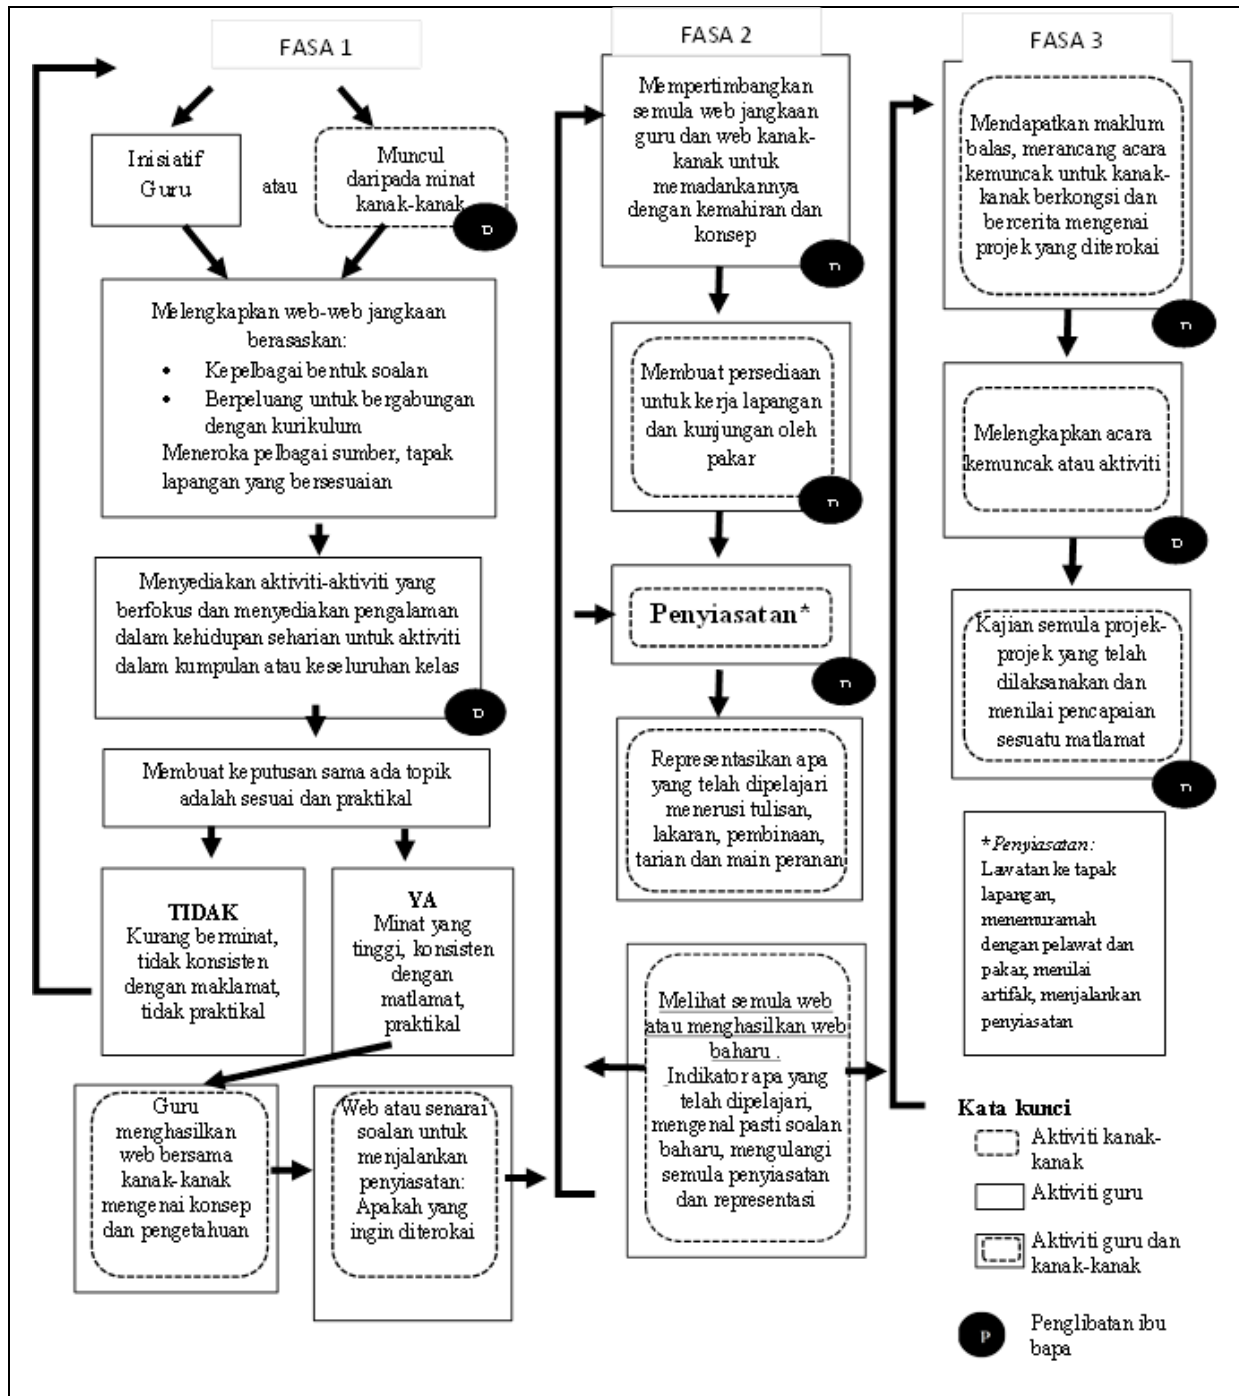 FASA 1
Inisiatif
Guru
atau
Muncul
daripada minat
kanak-kanak
D
Melengkapkan web-web jangkaan
berasaskan:
• Kepelbagai bentuk soalan
• Berpeluang untuk bergabungan
dengan kurikulum
Meneroka pelbagai sumber, tapak
lapangan yang bersesuaian
Menyediakan aktiviti-aktiviti yang
berfokus dan menyediakan pengalaman
dalam kehidupan seharian untuk aktiviti
dalam kumpulan atau keseluruhan kelas
D
Membuat keputusan sama ada topik
adalah sesuai dan praktikal
TIDAK
Kurang berminat,
tidak konsisten
dengan maklamat,
tidak praktikal
YA
Minat yang
tinggi, konsisten
dengan
matlamat,
praktikal
Guru
menghasilkan
web bersama
kanak-kanak
mengenai konsep
dan pengetahuan
Web atau senarai
soalan untuk
menjalankan
penyiasatan:
Apakah yang
ingin diterokai
FASA 2
Mempertimbangkan
semula web jangkaan
guru dan web kanak-
kanak untuk
memadankannya
dengan kemahiran dan
konsep
n
Membuat persediaan
untuk kerja lapangan
dan kunjungan oleh
pakar
n
Penyiasatan*
n
Representasikan apa
yang telah dipelajari
menerusi tulisan,
lakaran, pembinaan,
tarian dan main peranan
Melihat semula web
atau menghasilkan web
baharu .
Indikator apa yang
telah dipelajari,
mengenal pasti soalan
baharu, mengulangi
semula penyiasatan
dan representasi
FASA 3
Mendapatkan maklum
balas, merancang acara
kemuncak untuk kanak-
kanak berkongsi dan
bercerita mengenai
projek yang diterokai
n
Melengkapkan acara
kemuncak atau aktiviti
D
Kajian semula projek-
projek yang telah
dilaksanakan dan
menilai pencapaian
sesuatu matlamat
n
*Penyiasatan:
Lawatan ke tapak
lapangan,
menemuramah
dengan pelawat dan
pakar, menilai
artifak, menjalankan
penyiasatan
Kata kunci
Aktiviti kanak-
kanak
Aktiviti guru
Aktiviti guru dan
kanak-kanak
P
Penglibatan ibu
bapa